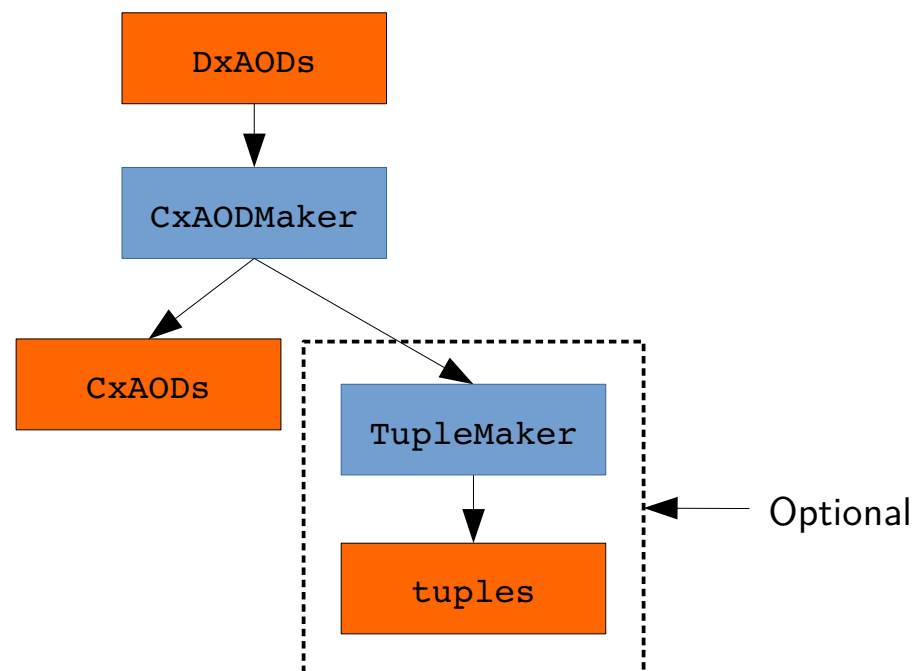 DxAODs
CxAODMaker
CxAODs
TupleMaker
Optional
tuples